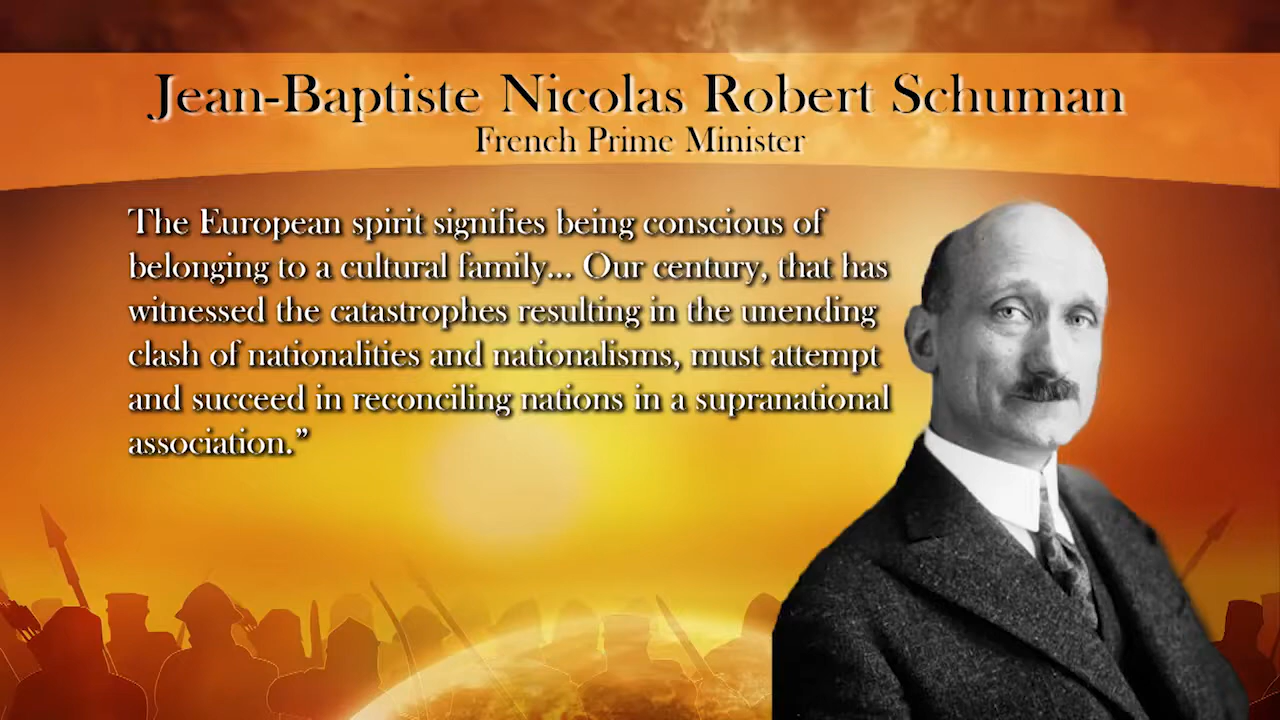 Jean-Baptiste Nicolas Robert Schuman
French Prime Minister
The European spirit signifies being conscious of
belonging to a cultural family... Our century, that has
witnessed the catastrophes resulting in the unending
clash of nationalities and nationalisms, must attempt
and succeed in reconciling nations in a supranational
association.”